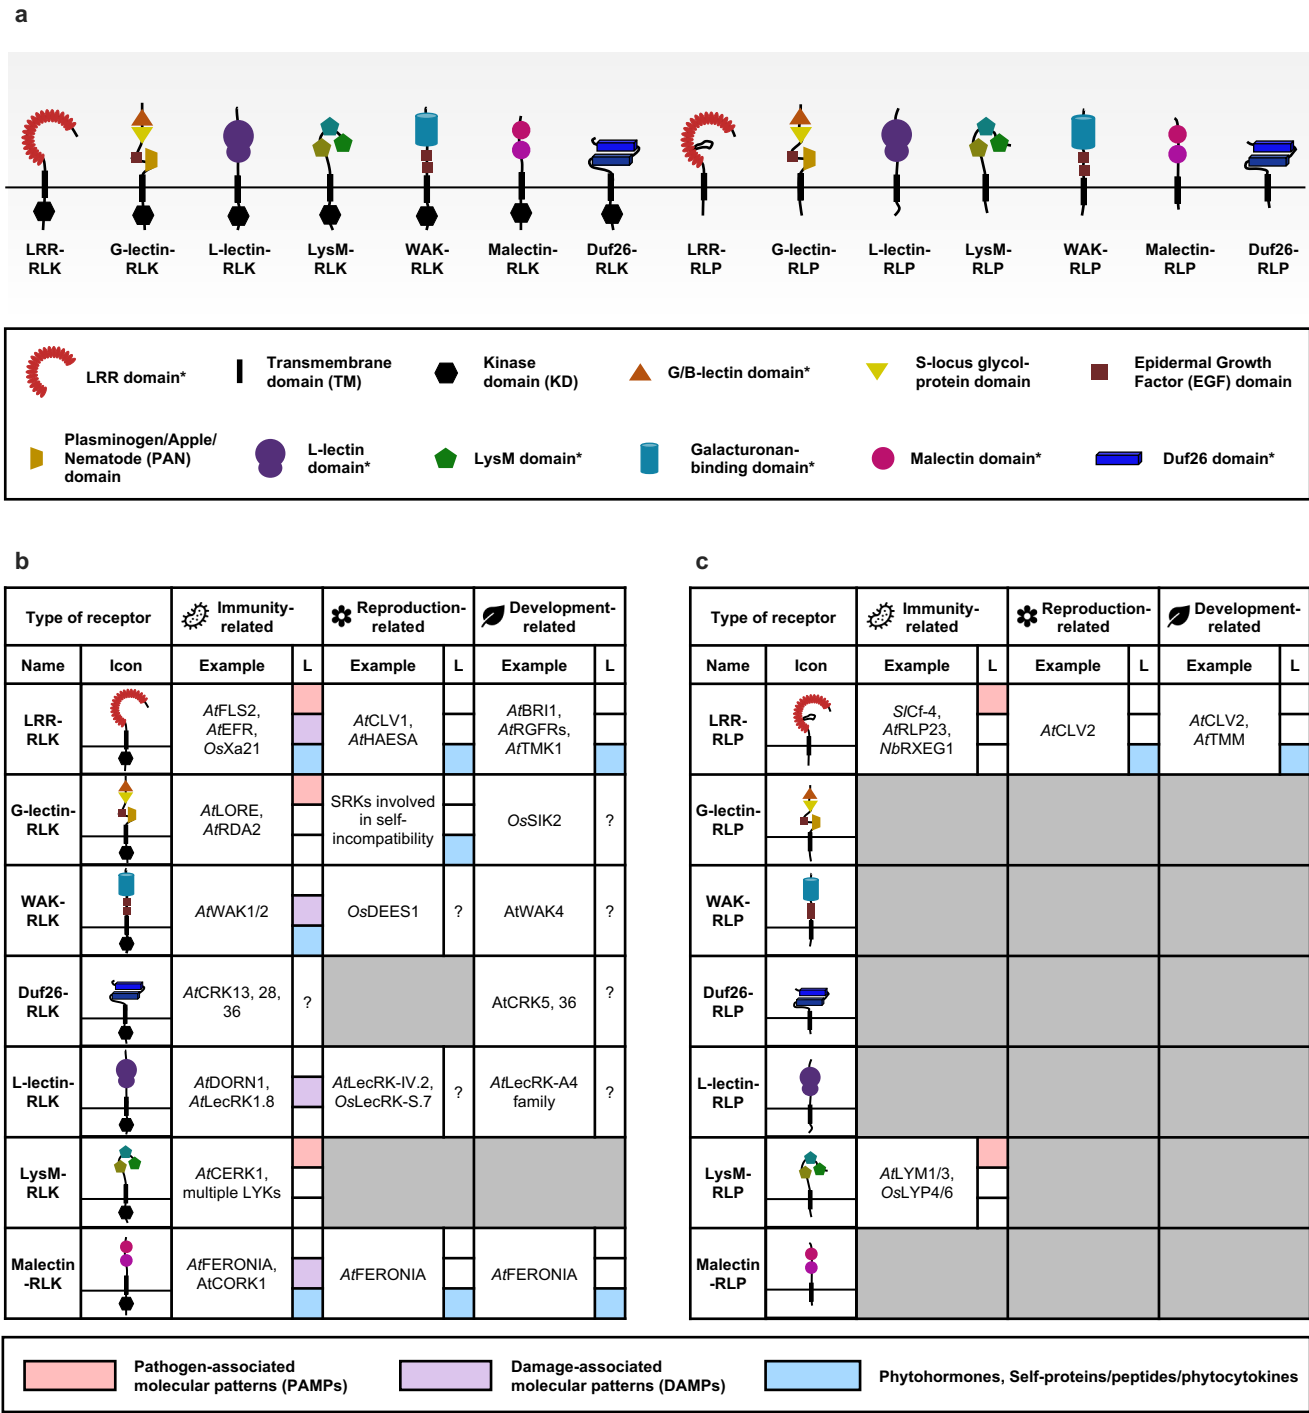 a
LRR-
RLK
G-lectin-
RLK
L-lectin-
RLK
LysM-
RLK
WAK-
RLK
Malectin-
RLK
Duf26-
RLK
LRR-
RLP
G-lectin-
RLP
L-lectin-
RLP
LysM-
RLP
WAK-
RLP
Malectin-
RLP
Duf26-
RLP
LRR domain*
Transmembrane
domain (TM)
Kinase
domain (KD)
G/B-lectin domain*
S-locus glycol-
protein domain
Epidermal Growth
Factor (EGF) domain
Plasminogen/Apple/
Nematode (PAN)
domain
L-lectin
domain*
LysM domain*
Galacturonan-
binding domain*
Malectin domain*
Duf26 domain*
b
Type of receptor
Immunity-
related
Reproduction-
related
Development-
related
Name
Icon
Example
L
Example
L
Example
L
LRR-
RLK
AtFLS2,
AtEFR,
OsXa21
AtCLV1,
AtHAESA
AtBRI1,
AtRGFRs,
AtTMK1
G-lectin-
RLK
AtLORE,
AtRDA2
SRKs involved
in self-
incompatibility
OsSIK2
?
WAK-
RLK
AtWAK1/2
OsDEES1
?
AtWAK4
?
Duf26-
RLK
AtCRK13, 28,
36
?
AtCRK5, 36
?
L-lectin-
RLK
AtDORN1,
AtLecRK1.8
AtLecRK-IV.2,
OsLecRK-S.7
?
AtLecRK-A4
family
?
LysM-
RLK
AtCERK1,
multiple LYKs
Malectin
-RLK
AtFERONIA,
AtCORK1
AtFERONIA
AtFERONIA
c
Type of receptor
Immunity-
related
Reproduction-
related
Development-
related
Name
Icon
Example
L
Example
L
Example
L
LRR-
RLP
SlCf-4,
AtRLP23,
NbRXEG1
AtCLV2
AtCLV2,
AtTMM
G-lectin-
RLP
WAK-
RLP
Duf26-
RLP
L-lectin-
RLP
LysM-
RLP
AtLYM1/3,
OsLYP4/6
Malectin
-RLP
Pathogen-associated
molecular patterns (PAMPs)
Damage-associated
molecular patterns (DAMPs)
Phytohormones, Self-proteins/peptides/phytocytokines